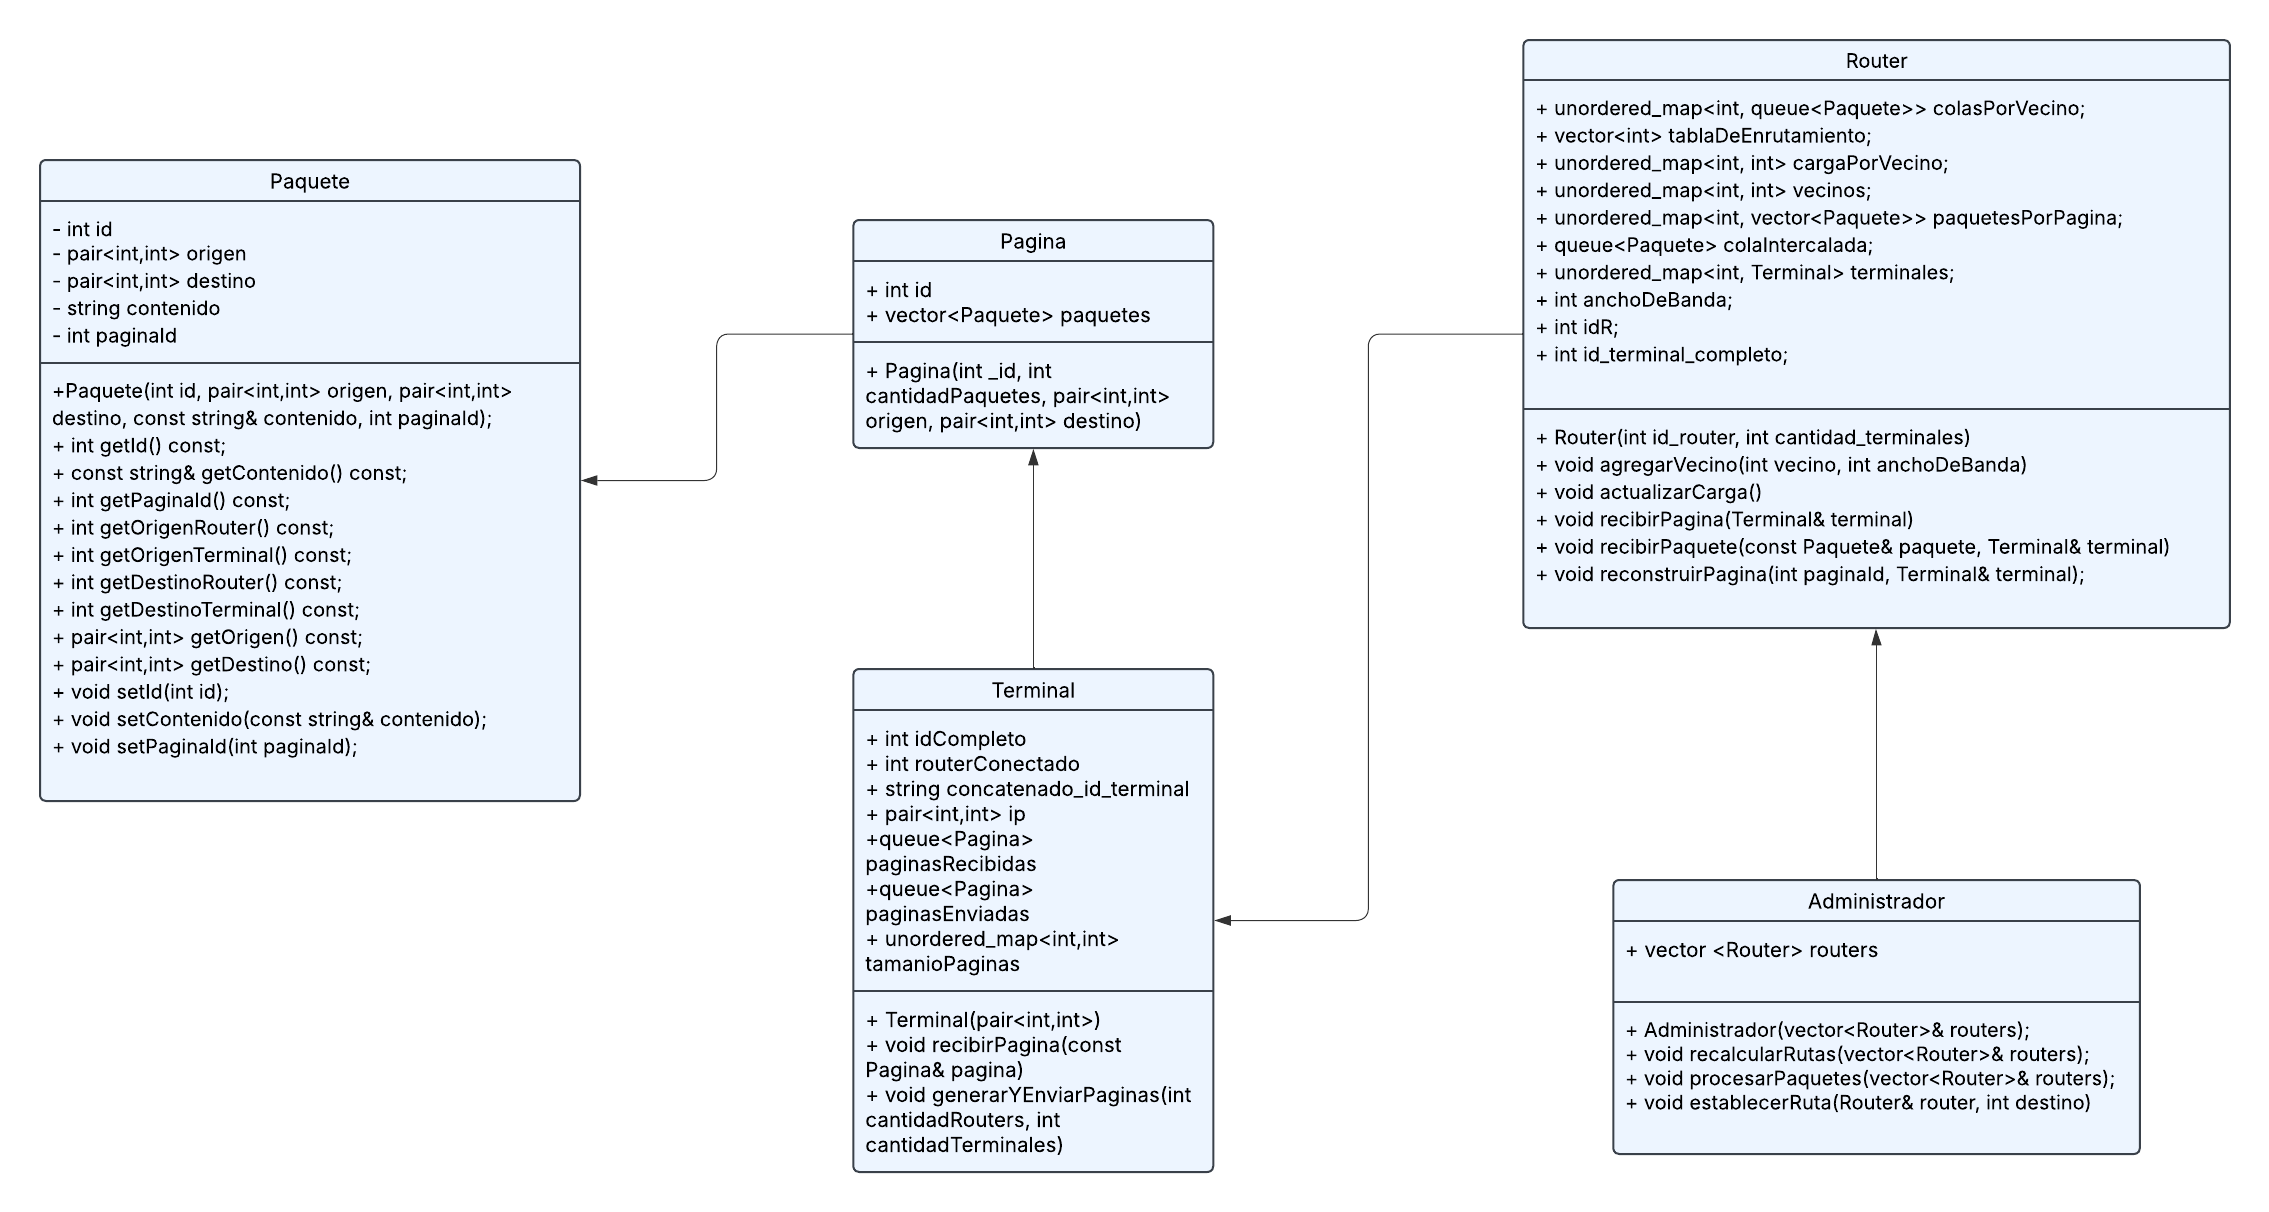 Paquete
- int id
- pair<int,int> origen
- pair<int,int> destino
- string contenido
- int paginaId
+Paquete(int id, pair<int,int> origen, pair<int,int>
destino, const string& contenido, int paginaId);
+ int getId() const;
+ const string& getContenido() const;
+ int getPaginaId() const;
+ int getOrigenRouter() const;
+ int getOrigenTerminal() const;
+ int getDestinoRouter() const;
+ int getDestinoTerminal() const;
+ pair<int,int> getOrigen() const;
+ pair<int,int> getDestino() const;
+ void setId(int id);
+ void setContenido(const string& contenido);
+ void setPaginaId(int paginaId);
Pagina
+ int id
+ vector<Paquete> paquetes
+ Pagina(int _id, int
cantidadPaquetes, pair<int,int>
origen, pair<int,int> destino)
Terminal
+ int idCompleto
+ int routerConectado
+ string concatenado_id_terminal
+ pair<int,int> ip
+queue<Pagina>
paginasRecibidas
+queue<Pagina>
paginasEnviadas
+ unordered_map<int,int>
tamanioPaginas
+ Terminal(pair<int,int>)
+ void recibirPagina(const
Pagina& pagina)
+ void generarYEnviarPaginas(int
cantidadRouters, int
cantidadTerminales)
Router
+ unordered_map<int, queue<Paquete>> colasPorVecino;
+ vector<int> tablaDeEnrutamiento;
+ unordered_map<int, int> cargaPorVecino;
+ unordered_map<int, int> vecinos;
+ unordered_map<int, vector<Paquete>> paquetesPorPagina;
+ queue<Paquete> colaIntercalada;
+ unordered_map<int, Terminal> terminales;
+ int anchoDeBanda;
+ int idR;
+ int id_terminal_completo;
+ Router(int id_router, int cantidad_terminales)
+ void agregarVecino(int vecino, int anchoDeBanda)
+ void actualizarCarga()
+ void recibirPagina(Terminal& terminal)
+ void recibirPaquete(const Paquete& paquete, Terminal& terminal)
+ void reconstruirPagina(int paginaId, Terminal& terminal);
Administrador
+ vector <Router> routers
+ Administrador(vector<Router>& routers);
+ void recalcularRutas(vector<Router>& routers);
+ void procesarPaquetes(vector<Router>& routers);
+ void establecerRuta(Router& router, int destino)